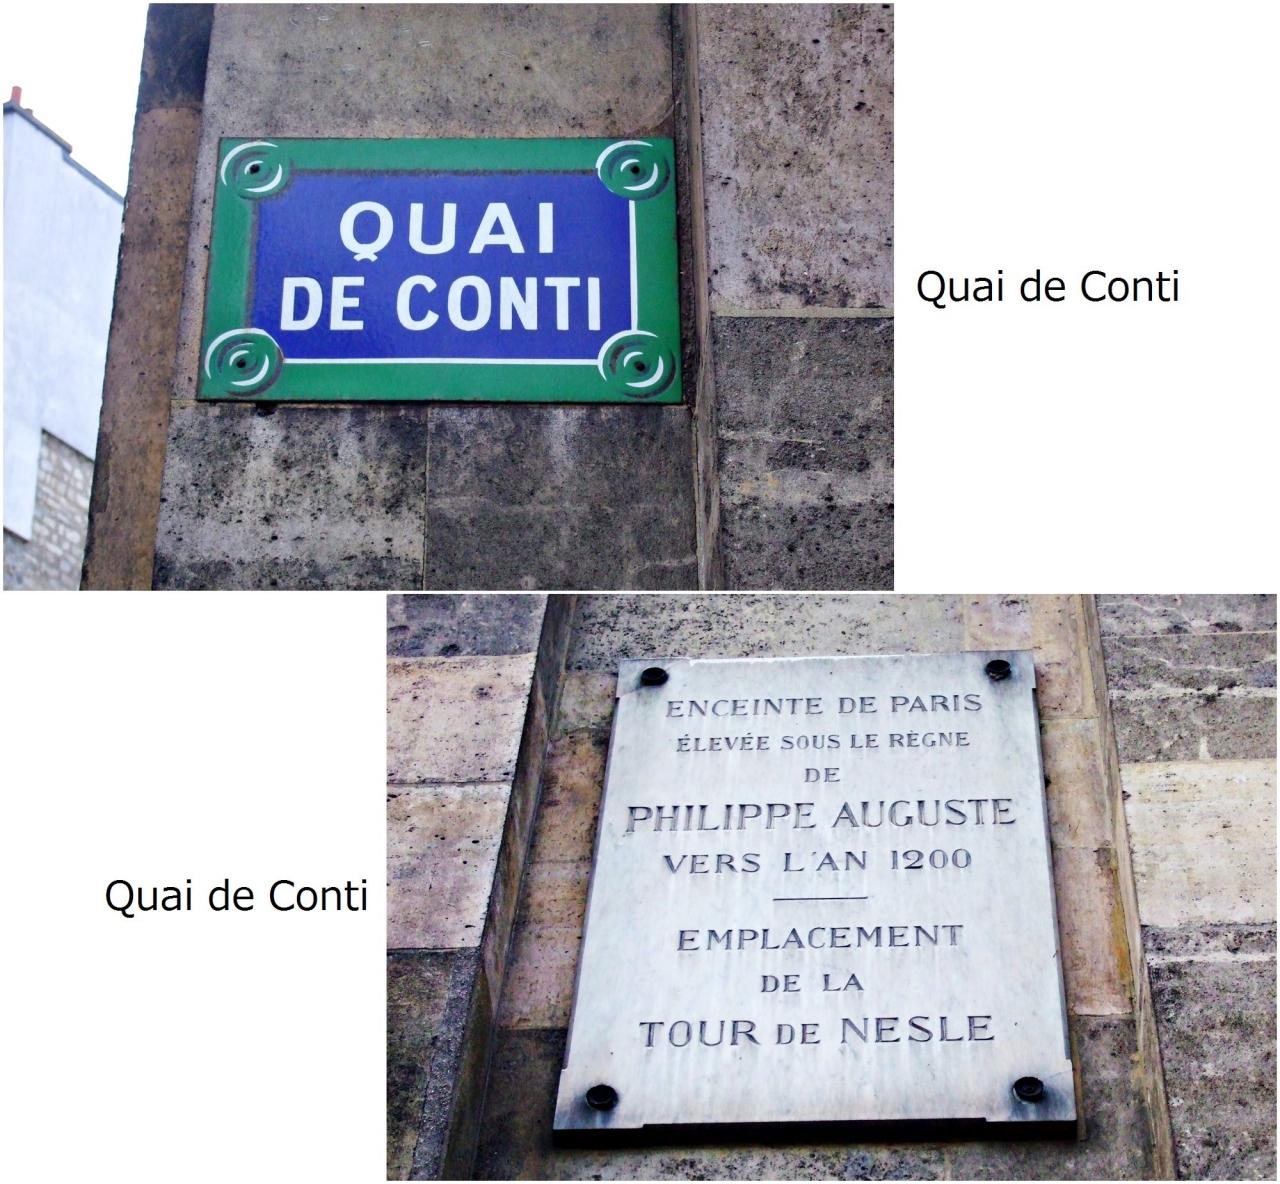 QUAI
DE CONTI
Quai de Conti
Quai de Conti
ENCEINTE DE PARIS
ÉLEVÉE SOUS LE RÈGNE
DE
PHILIPPE AUGUSTE
VERS L'AN 1200
EMPLACEMENT
DE LA
TOUR DE NESLE